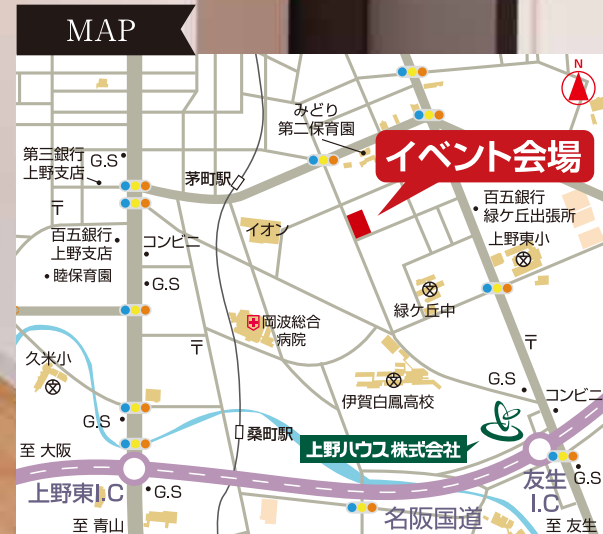 MAP
N
みどり
第二保育園
イベント会場
第三銀行
上野支店
G.S
茅町駅
〒
百五銀行
緑ケ丘出張所
上野東小
百五銀行
上野支店
コンビニ
イオン
睦保育園
G.S
緑ケ丘中
岡波総合
病院
〒
〒
久米小
伊賀白鳳高校
G.S
コンビニ
G.S
桑町駅
上野ハウス株式会社
至 大阪
上野東I.C
G.S
友生
I.C
G.S
名阪国道
至 青山
至 友生